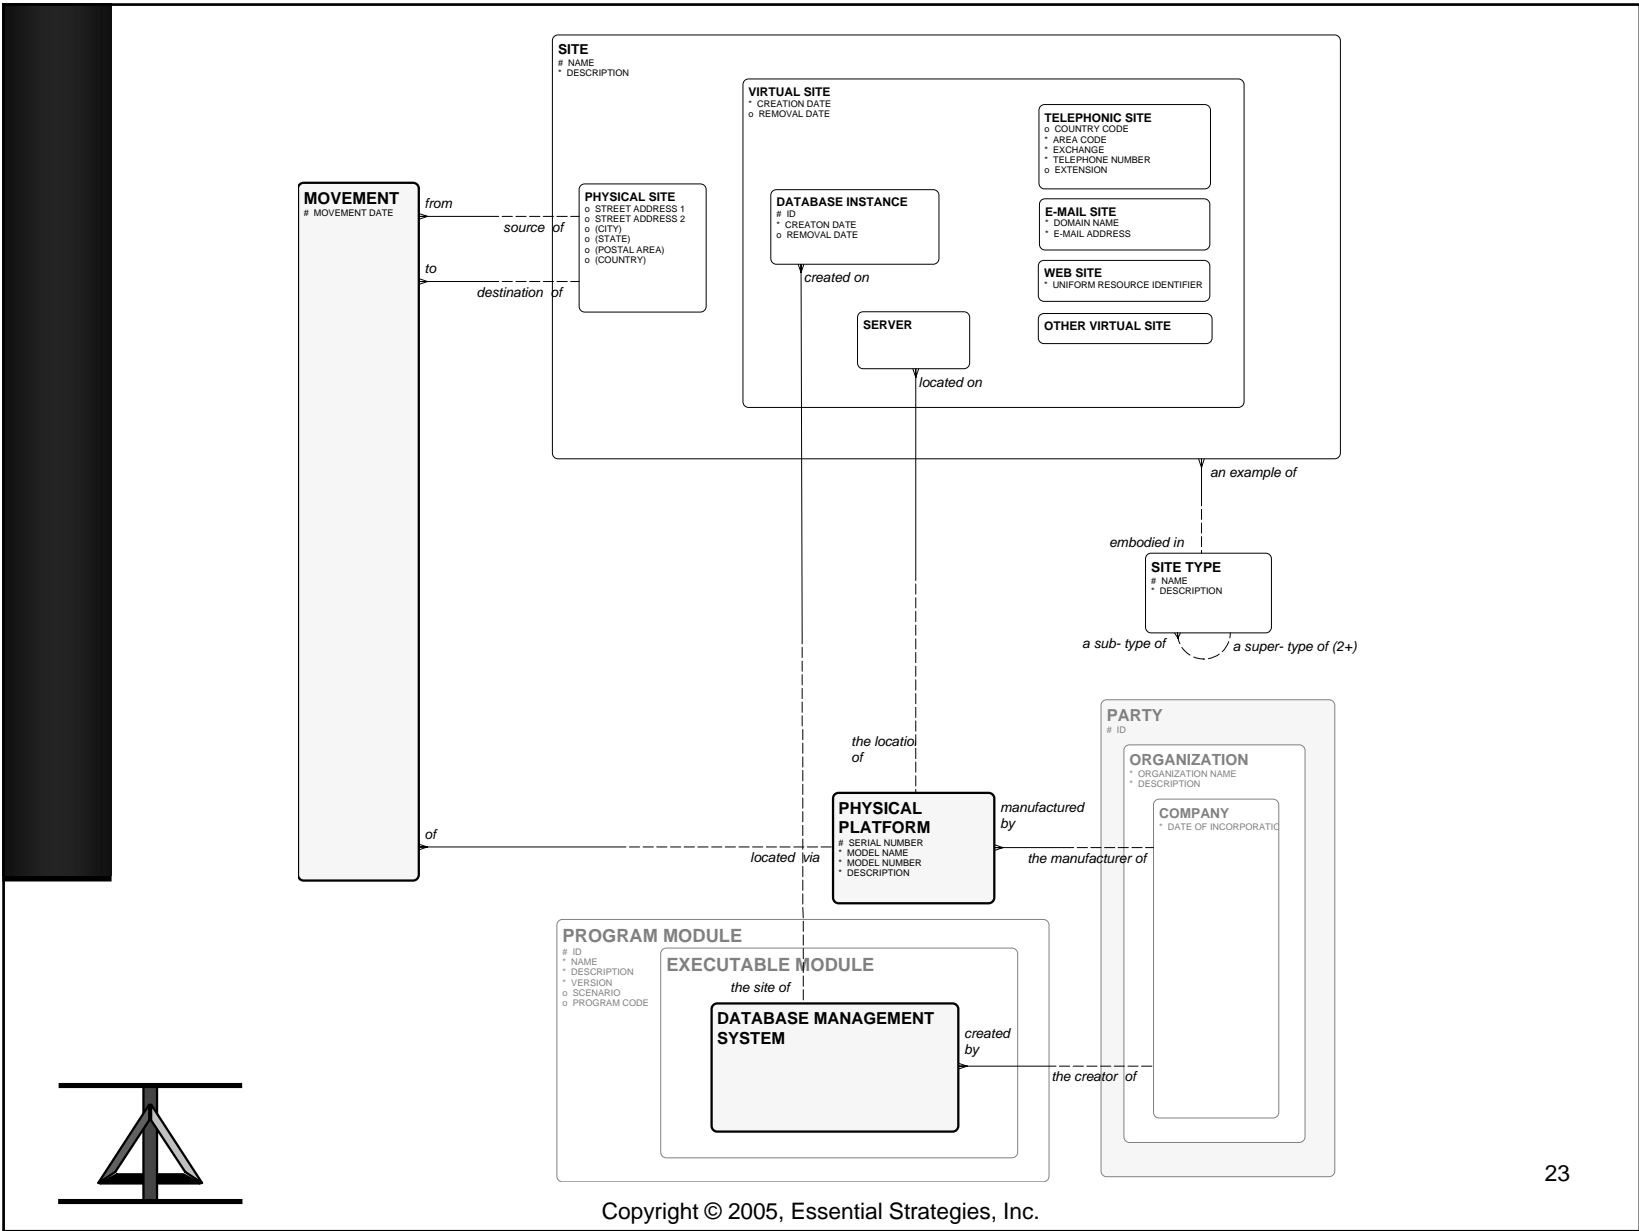 SITE
# NAME
* DESCRIPTION
VIRTUAL SITE
* CREATION DATE
o REMOVAL DATE
TELEPHONIC SITE
o COUNTRY CODE
* AREA CODE
* EXCHANGE
* TELEPHONE NUMBER
o EXTENSION
MOVEMENT
# MOVEMENT DATE
from
source of
to
destination of
PHYSICAL SITE
o STREET ADDRESS 1
o STREET ADDRESS 2
o (CITY)
o (STATE)
o (POSTAL AREA)
o (COUNTRY)
DATABASE INSTANCE
# ID
* CREATON DATE
o REMOVAL DATE
created on
E-MAIL SITE
* DOMAIN NAME
* E-MAIL ADDRESS
WEB SITE
* UNIFORM RESOURCE IDENTIFIER
OTHER VIRTUAL SITE
SERVER
located on
an example of
embodied in
SITE TYPE
# NAME
* DESCRIPTION
a sub- type of
a super- type of (2+)
the locatio
of
PARTY
# ID
ORGANIZATION
* ORGANIZATION NAME
* DESCRIPTION
COMPANY
* DATE OF INCORPORATIO
of
located via
PHYSICAL
PLATFORM
# SERIAL NUMBER
* MODEL NAME
* MODEL NUMBER
* DESCRIPTION
manufactured
by
the manufacturer of
PROGRAM MODULE
# ID
* NAME
* DESCRIPTION
* VERSION
o SCENARIO
o PROGRAM CODE
EXECUTABLE MODULE
the site of
DATABASE MANAGEMENT
SYSTEM
created
by
the creator of
23
Copyright © 2005, Essential Strategies, Inc.